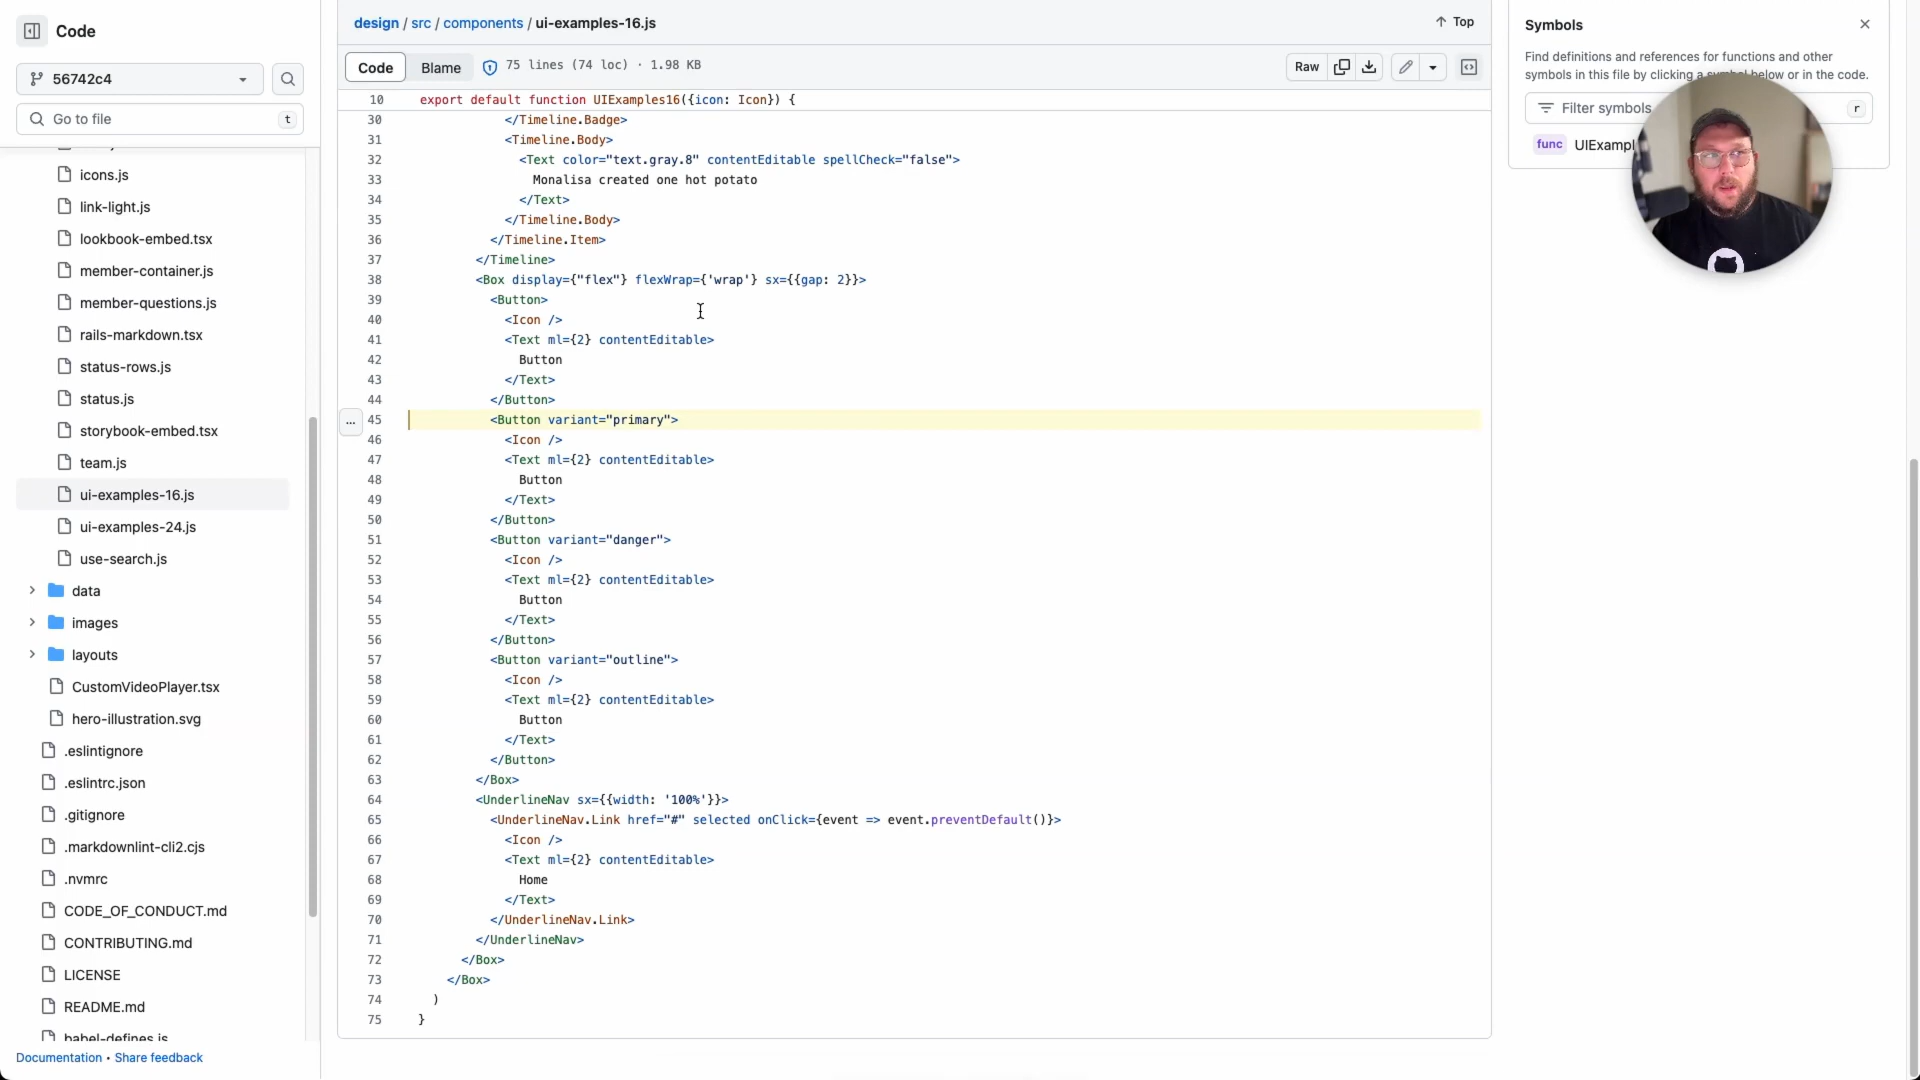 Code
56742c4
Go to file
t
icons.js
link-light.js
lookbook-embed.tsx
member-container.js
member-questions.js
rails-markdown.tsx
status-rows.js
status.js
storybook-embed.tsx
team.js
ui-examples-16.js
ui-examples-24.js
use-search.js
data
images
layouts
CustomVideoPlayer.tsx
hero-illustration.svg
.eslintignore
.eslintrc.json
.gitignore
.markdownlint-cli2.cjs
.nvmrc
CODE_OF_CONDUCT.md
CONTRIBUTING.md
LICENSE
README.md
babel-defines.js
Documentation • Share feedback
design / src / components / ui-examples-16.js
Top
Code
Blame
75 lines (74 loc) · 1.98 KB
Raw
10 export default function UIExamples16({icon: Icon}) {
30 </Timeline.Badge>
31 <Timeline.Body>
32 <Text color="text.gray.8" contentEditable spellCheck="false">
33 Monalisa created one hot potato
34 </Text>
35 </Timeline.Body>
36 </Timeline.Item>
37 </Timeline>
38 <Box display={"flex"} flexWrap={'wrap'} sx={{gap: 2}}>
39 <Button>
40 <Icon />
41 <Text ml={2} contentEditable>
42 Button
43 </Text>
44 </Button>
45 <Button variant="primary">
46 <Icon />
47 <Text ml={2} contentEditable>
48 Button
49 </Text>
50 </Button>
51 <Button variant="danger">
52 <Icon />
53 <Text ml={2} contentEditable>
54 Button
55 </Text>
56 </Button>
57 <Button variant="outline">
58 <Icon />
59 <Text ml={2} contentEditable>
60 Button
61 </Text>
62 </Button>
63 </Box>
64 <UnderlineNav sx={{width: '100%'}}>
65 <UnderlineNav.Link href="#" selected onClick={event => event.preventDefault()}>
66 <Icon />
67 <Text ml={2} contentEditable>
68 Home
69 </Text>
70 </UnderlineNav.Link>
71 </UnderlineNav>
72 </Box>
73 </Box>
74 )
75 }
Symbols
Find definitions and references for functions and other
symbols in this file by clicking a symbol below or in the code.
Filter symbols
r
func UIExampl